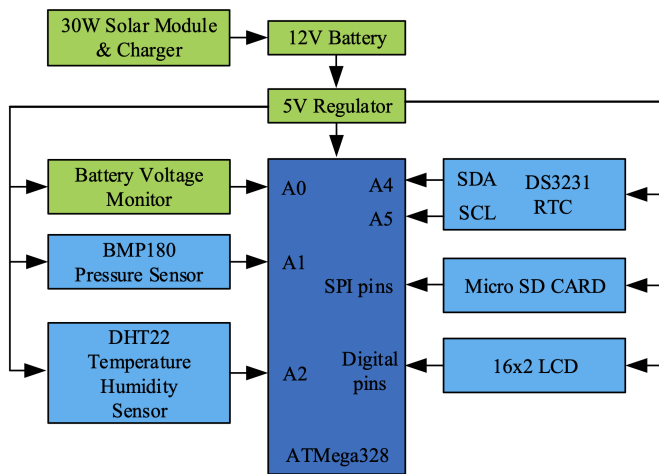 30W Solar Module
& Charger
12V Battery
5V Regulator
Battery Voltage
Monitor
A0
A4
SDA
DS3231
RTC
A5
SCL
BMP180
Pressure Sensor
A1
SPI pins
Micro SD CARD
DHT22
Temperature
Humidity
Sensor
A2
Digital
pins
16x2 LCD
ATMega328